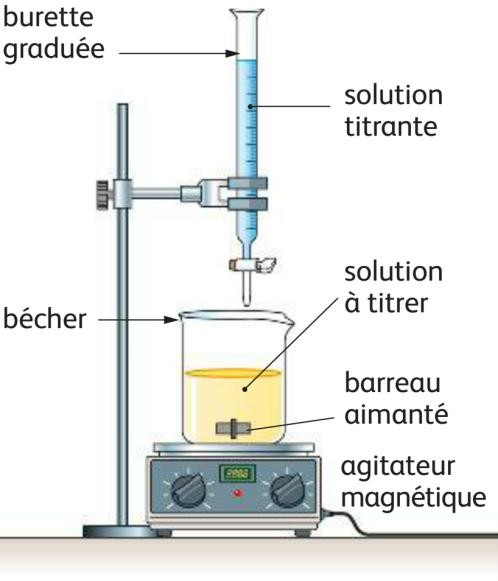 burette
graduée
solution
titrante
solution
à titrer
bécher
barreau
aimanté
agitateur
magnétique